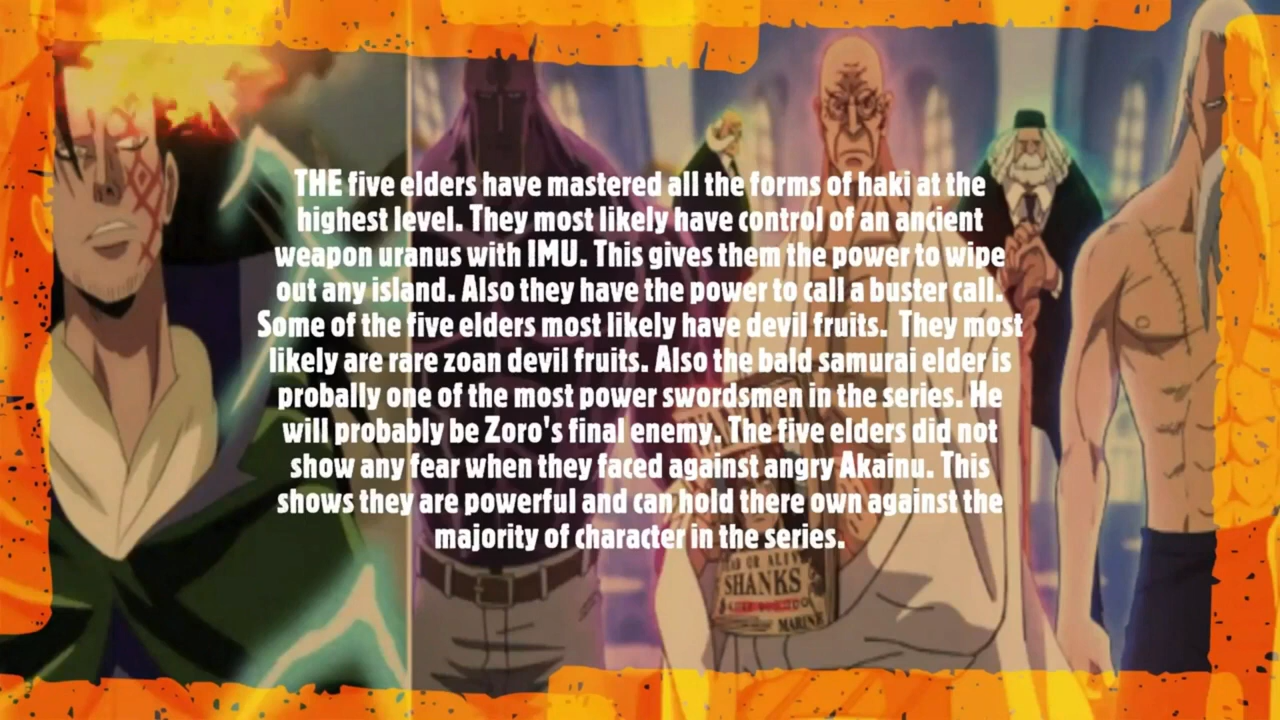 THE five elders have mastered all the forms of haki at the
highest level. They most likely have control of an ancient
weapon uranus with IMU. This gives them the power to wipe
out any island. Also they have the power to call a buster call.
Some of the five elders most likely have devil fruits. They most
likely are rare zoan devil fruits. Also the bald samurai elder is
probally one of the most power swordsmen in the series. He
will probably be Zoro's final enemy. The five elders did not
show any fear when they faced against angry Akainu. This
shows they are powerful and can hold there own against the
majority of character in the series.
OR ALIVE
SHANKS
MARINE